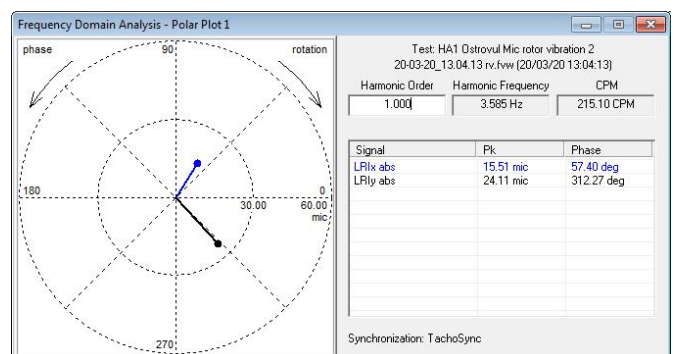 Frequency Domain Analysis - Polar Plot 1
phase
90
rotation
180
0
30.00
60.00
mic
270
Test: HA1 Ostrovul Mic rotor vibration 2
20-03-20_13.04.13 rv.fvw (20/03/20 13:04:13)
Harmonic Order Harmonic Frequency CPM
1.000 3.585 Hz 215.10 CPM
Signal Pk Phase
LRIx abs 15.51 mic 57.40 deg
LRIy abs 24.11 mic 312.27 deg
Synchronization: TachoSync